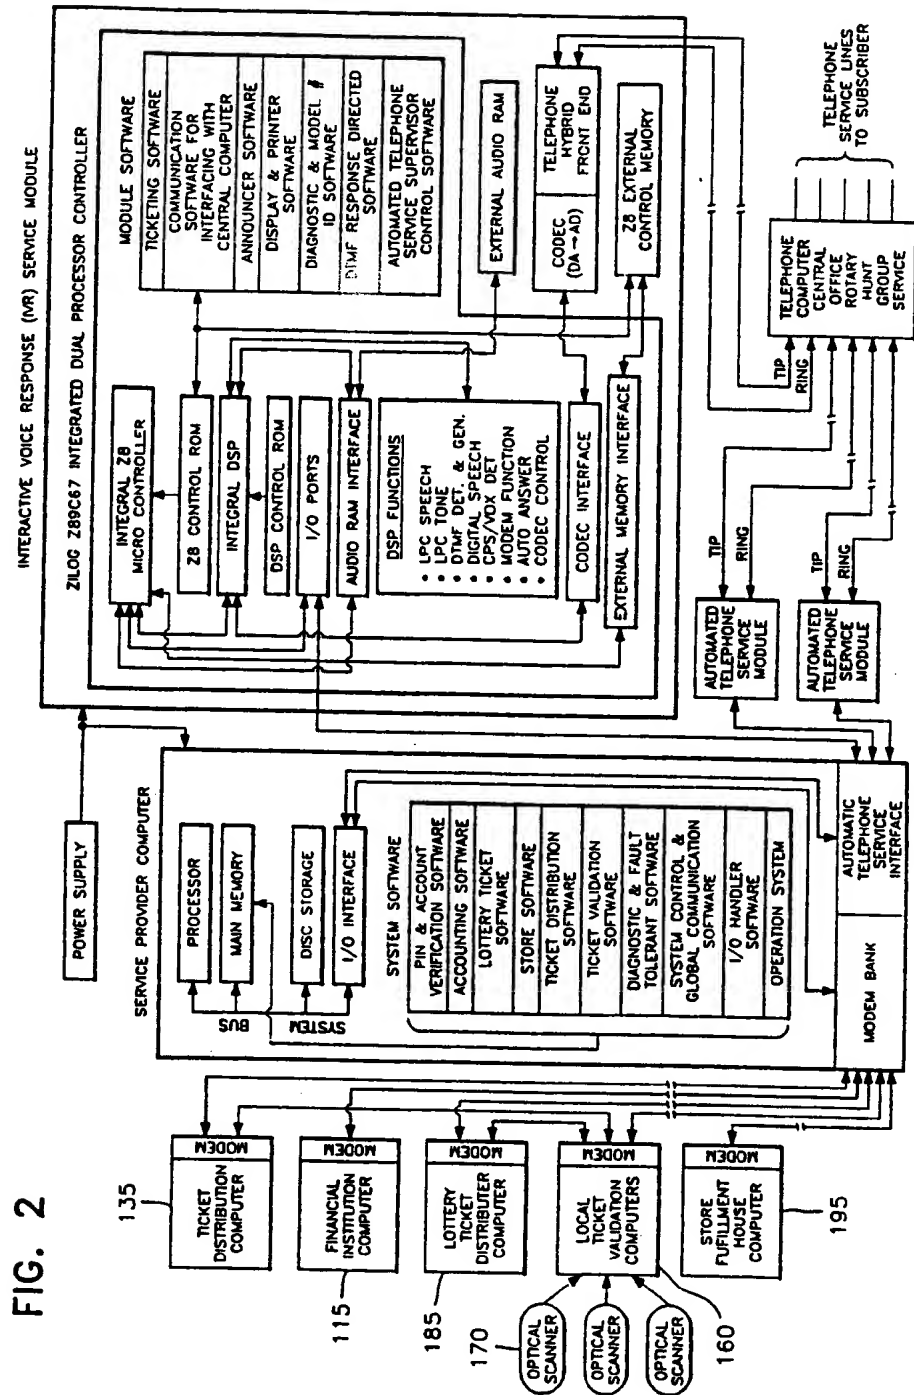 FIG. 2
INTERACTIVE VOICE RESPONSE (IVR) SERVICE MODULE
ZILOG Z89C67 INTEGRATED DUAL PROCESSOR CONTROLLER
MODULE SOFTWARE
TICKETING SOFTWARE
COMMUNICATION
SOFTWARE FOR
INTERFACING WITH
CENTRAL COMPUTER
ANNOUNCER SOFTWARE
DISPLAY & PRINTER
SOFTWARE
DIAGNOSTIC & MODEL #
ID SOFTWARE
DTMF RESPONSE DIRECTED
SOFTWARE
AUTOMATED TELEPHONE
SERVICE SUPERVISOR
CONTROL SOFTWARE
INTEGRAL Z8
MICRO CONTROLLER
Z8 CONTROL ROM
INTEGRAL DSP
DSP CONTROL ROM
I/O PORTS
AUDIO RAM INTERFACE
DSP FUNCTIONS
• LPC SPEECH
• LPC TONE
• DTMF DET. & GEN.
• DIGITAL SPEECH
• CPS/VOX DET
• MODEM FUNCTION
• AUTO ANSWER
• CODEC CONTROL
CODEC INTERFACE
EXTERNAL MEMORY INTERFACE
EXTERNAL AUDIO RAM
CODEC
(DA→AD)
TELEPHONE
HYBRID
FRONT END
Z8 EXTERNAL
CONTROL MEMORY
POWER SUPPLY
SERVICE PROVIDER COMPUTER
PROCESSOR
MAIN MEMORY
DISC STORAGE
I/O INTERFACE
BUS
SYSTEM
SYSTEM SOFTWARE
PIN & ACCOUNT
VERIFICATION SOFTWARE
ACCOUNTING SOFTWARE
LOTTERY TICKET
SOFTWARE
STORE SOFTWARE
TICKET DISTRIBUTION
SOFTWARE
TICKET VALIDATION
SOFTWARE
DIAGNOSTIC & FAULT
TOLERANT SOFTWARE
SYSTEM CONTROL &
GLOBAL COMMUNICATION
SOFTWARE
I/O HANDLER
SOFTWARE
OPERATION SYSTEM
MODEM BANK
AUTOMATIC
TELEPHONE
SERVICE
INTERFACE
AUTOMATED
TELEPHONE
SERVICE
MODULE
AUTOMATED
TELEPHONE
SERVICE
MODULE
TIP
RING
TIP
RING
TIP
RING
TELEPHONE
COMPUTER
CENTRAL
OFFICE
ROTARY
HUNT
GROUP
SERVICE
TELEPHONE
SERVICE LINES
TO SUBSCRIBER
135
TICKET
DISTRIBUTION
COMPUTER
MODEM
115
FINANCIAL
INSTITUTION
COMPUTER
MODEM
185
LOTTERY
TICKET
DISTRIBUTER
COMPUTER
MODEM
170
OPTICAL
SCANNER
OPTICAL
SCANNER
OPTICAL
SCANNER
160
LOCAL
TICKET
VALIDATION
COMPUTERS
MODEM
195
STORE
FUFILLMENT
HOUSE
COMPUTER
MODEM